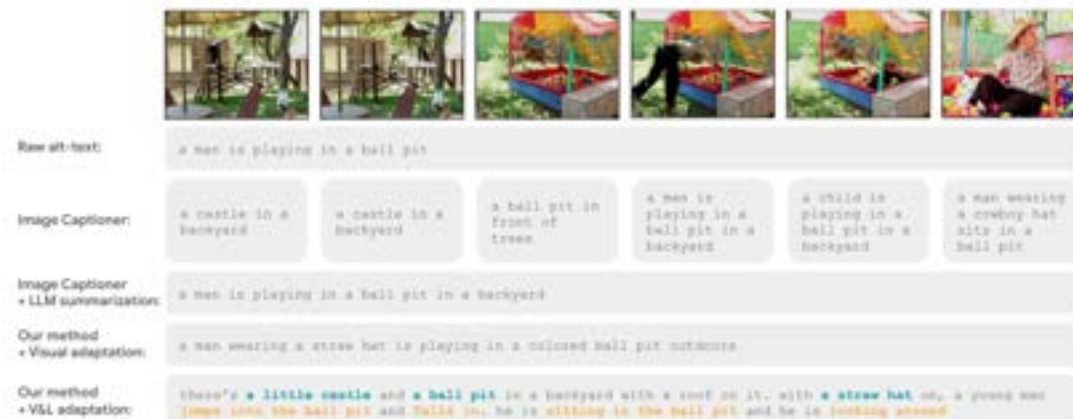 Raw alt-text:
a man is playing in a ball pit
Image Captioner:
a castle in a
backyard
a castle in a
backyard
a ball pit in
front of
trees
a man is
playing in a
ball pit in a
backyard
a child is
playing in a
ball pit in a
backyard
a man wearing
a cowboy hat
sits in a
ball pit
Image Captioner
+ LLM summarization:
a man is playing in a ball pit in a backyard
Our method
+ Visual adaptation:
a man wearing a straw hat is playing in a colored ball pit outdoors
Our method
+ V&L adaptation:
there's a little castle and a ball pit in a backyard with a roof on it. with a straw hat on, a young man
jumps into the ball pit and falls in. he is sitting in the ball pit and he is looking around